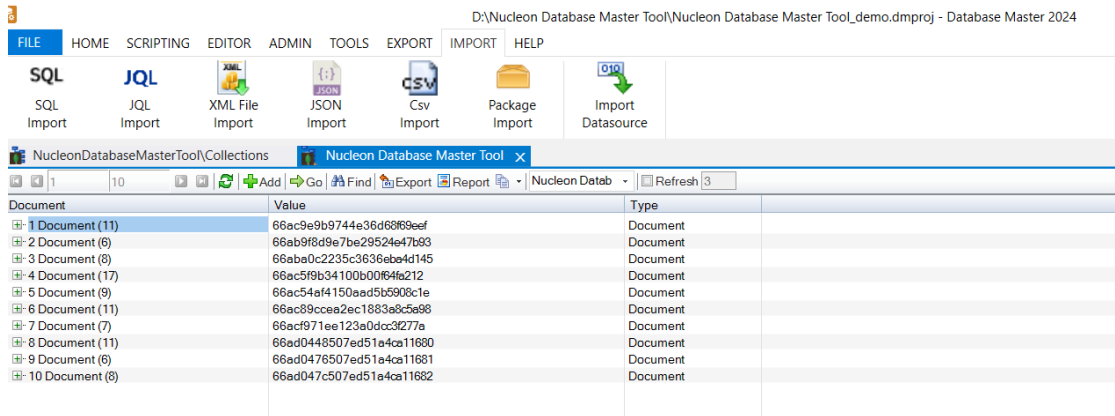 D:\Nucleon Database Master Tool\Nucleon Database Master Tool_demo.dmproj - Database Master 2024
FILE HOME SCRIPTING EDITOR ADMIN TOOLS EXPORT IMPORT HELP
SQL JQL XML {;} JSON csv 010
SQL Import JQL Import XML File Import JSON Import Csv Import Package Import Import Datasource
NucleonDatabaseMasterTool\Collections Nucleon Database Master Tool X
1 10 Add Go Find Export Report Nucleon Datab Refresh 3
Document Value Type
1 Document (11) 66ac9e9b9744e36d68f69eef Document
2 Document (6) 66ab9f8d9e7be29524e47b93 Document
3 Document (8) 66aba0c2235c3636eba4d145 Document
4 Document (17) 66ac5f9b34100b00f64fa212 Document
5 Document (9) 66ac54af4150aad5b5908c1e Document
6 Document (11) 66ac89ccea2ec1883a8c5a98 Document
7 Document (7) 66acf971ee123a0dcc3f277a Document
8 Document (11) 66ad0448507ed51a4ca11680 Document
9 Document (6) 66ad0476507ed51a4ca11681 Document
10 Document (8) 66ad047c507ed51a4ca11682 Document